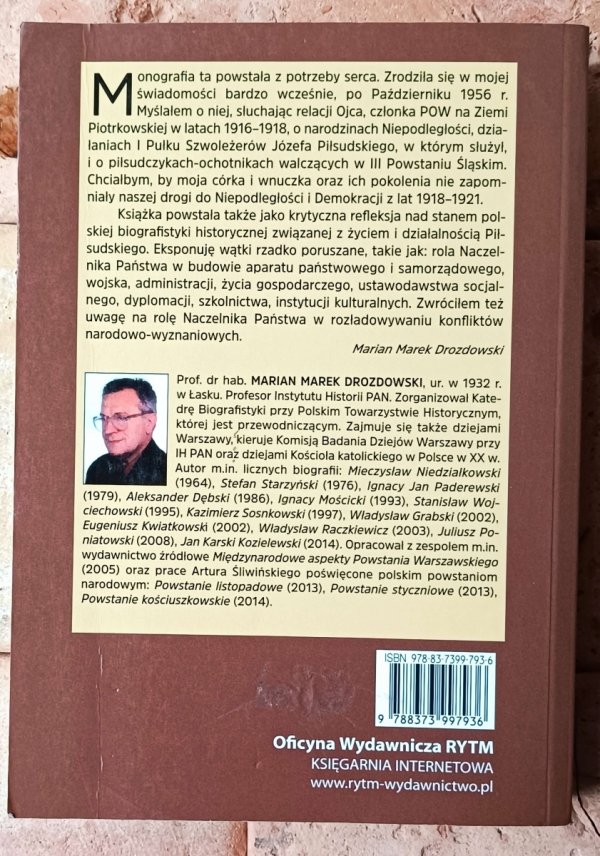 Monografia ta powstała z potrzeby serca. Zrodziła się w mojej
świadomości bardzo wcześnie, po Październiku 1956 r.
Myślałem o niej, słuchając relacji Ojca, członka POW na Ziemi
Piotrkowskiej w latach 1916–1918, o narodzinach Niepodległości, dzia-
łaniach I Pułku Szwoleżerów Józefa Piłsudskiego, w którym służył,
i o piłsudczykach-ochotnikach walczących w III Powstaniu Śląskim.
Chciałbym, by moja córka i wnuczka oraz ich pokolenia nie zapom-
niały naszej drogi do Niepodległości i Demokracji z lat 1918–1921.
Książka powstała także jako krytyczna refleksja nad stanem pol-
skiej biografistyki historycznej związanej z życiem i działalnością Pił-
sudskiego. Eksponuję wątki rzadko poruszane, takie jak: rola Naczel-
nika Państwa w budowie aparatu państwowego i samorządowego,
wojska, administracji, życia gospodarczego, ustawodawstwa socjal-
nego, dyplomacji, szkolnictwa, instytucji kulturalnych. Zwróciłem też
uwagę na rolę Naczelnika Państwa w rozładowywaniu konfliktów
narodowo-wyznaniowych.
Marian Marek Drozdowski
Prof. dr hab. MARIAN MAREK DROZDOWSKI, ur. w 1932 r.
w Łasku. Profesor Instytutu Historii PAN. Zorganizował Kate-
drę Biografistyki przy Polskim Towarzystwie Historycznym,
której jest przewodniczącym. Zajmuje się także dziejami
Warszawy, kieruje Komisją Badania Dziejów Warszawy przy
IH PAN oraz dziejami Kościoła katolickiego w Polsce w XX w.
Autor m.in. licznych biografii: Mieczysław Niedziałkowski
(1964), Stefan Starzyński (1976), Ignacy Jan Paderewski
(1979), Aleksander Dębski (1986), Ignacy Mościcki (1993), Stanisław Woj-
ciechowski (1995), Kazimierz Sosnkowski (1997), Władysław Grabski (2002),
Eugeniusz Kwiatkowski (2002), Władysław Raczkiewicz (2003), Juliusz Po-
niatowski (2008), Jan Karski Kozielewski (2014). Opracował z zespołem m.in.
wydawnictwo źródłowe Międzynarodowe aspekty Powstania Warszawskiego
(2005) oraz prace Artura Śliwińskiego poświęcone polskim powstaniom
narodowym: Powstanie listopadowe (2013), Powstanie styczniowe (2013),
Powstanie kościuszkowskie (2014).
ISBN 978-83-7399-793-6
9 788373 997936
Oficyna Wydawnicza RYTM
KSIĘGARNIA INTERNETOWA
www.rytm-wydawnictwo.pl